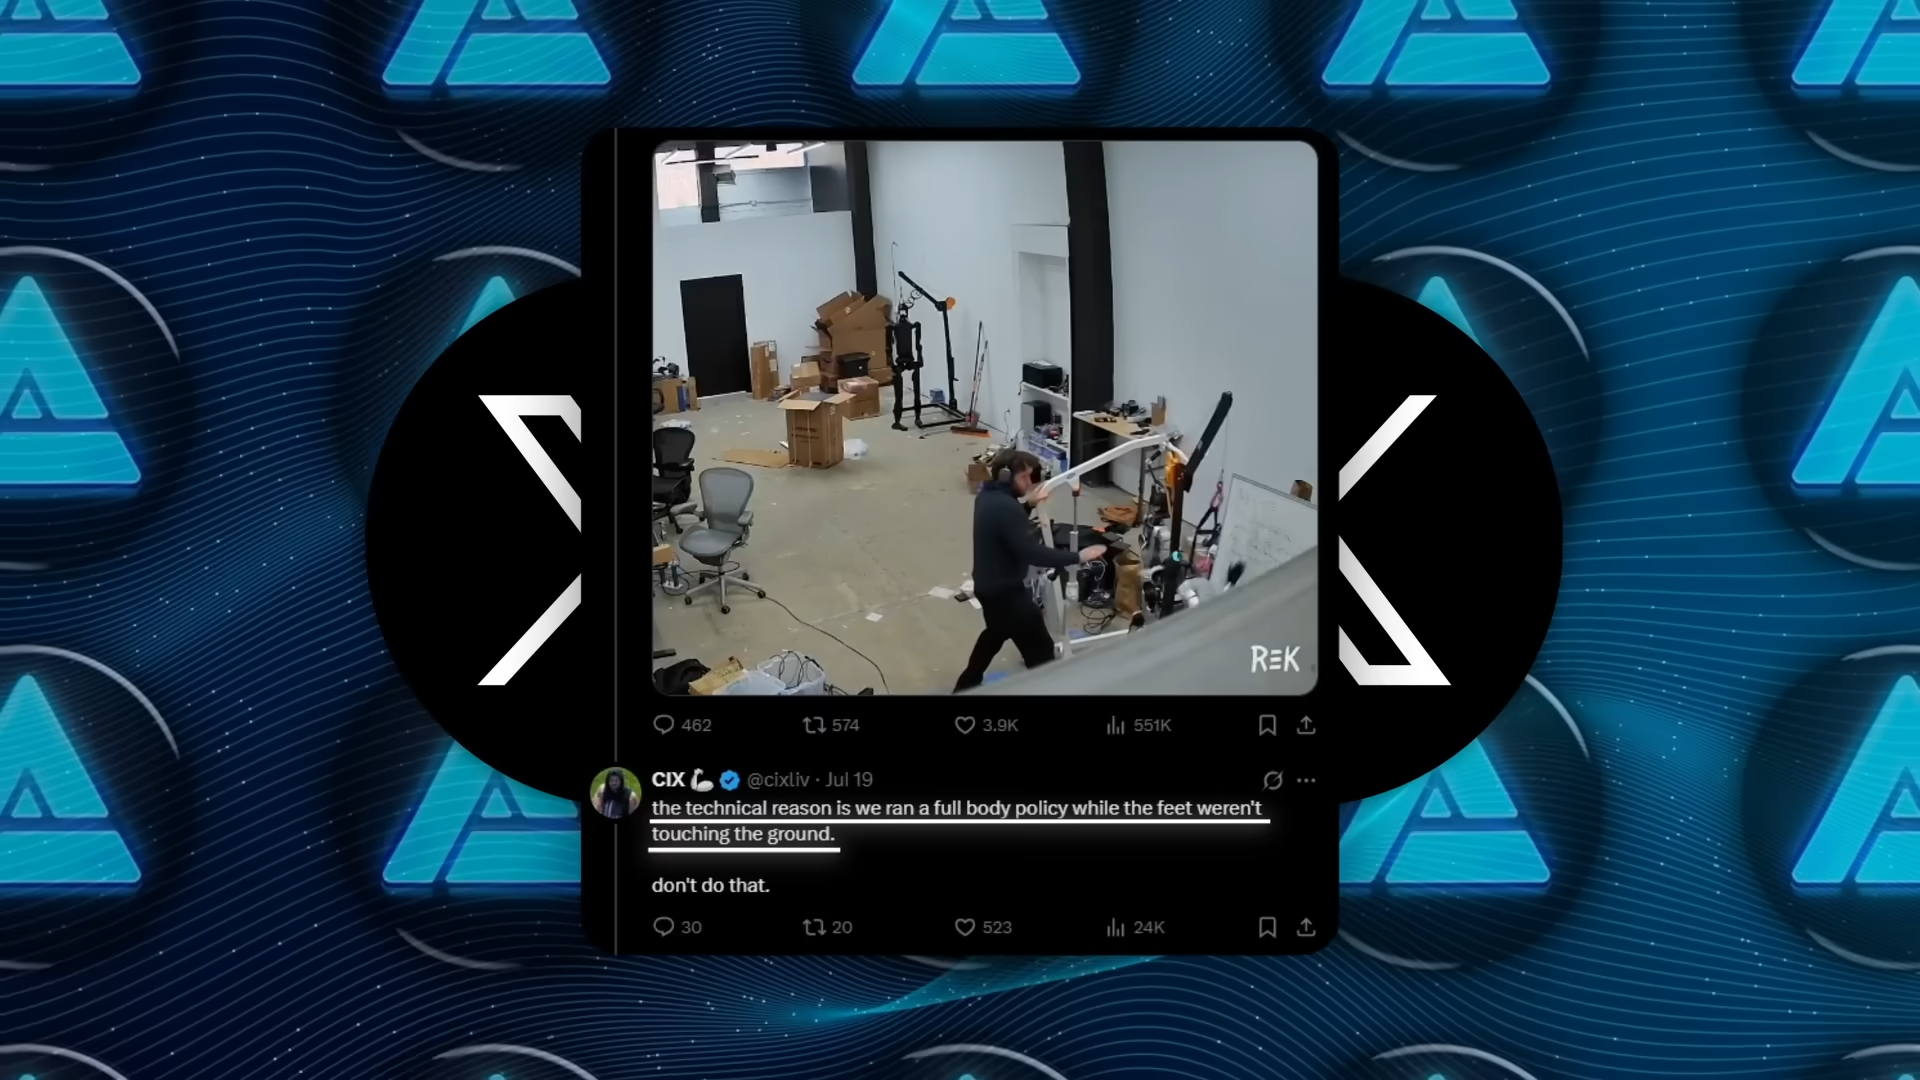 REK
462 574 3.9K 551K
CIX @cixliv · Jul 19
the technical reason is we ran a full body policy while the feet weren't
touching the ground.
don't do that.
30 20 523 24K